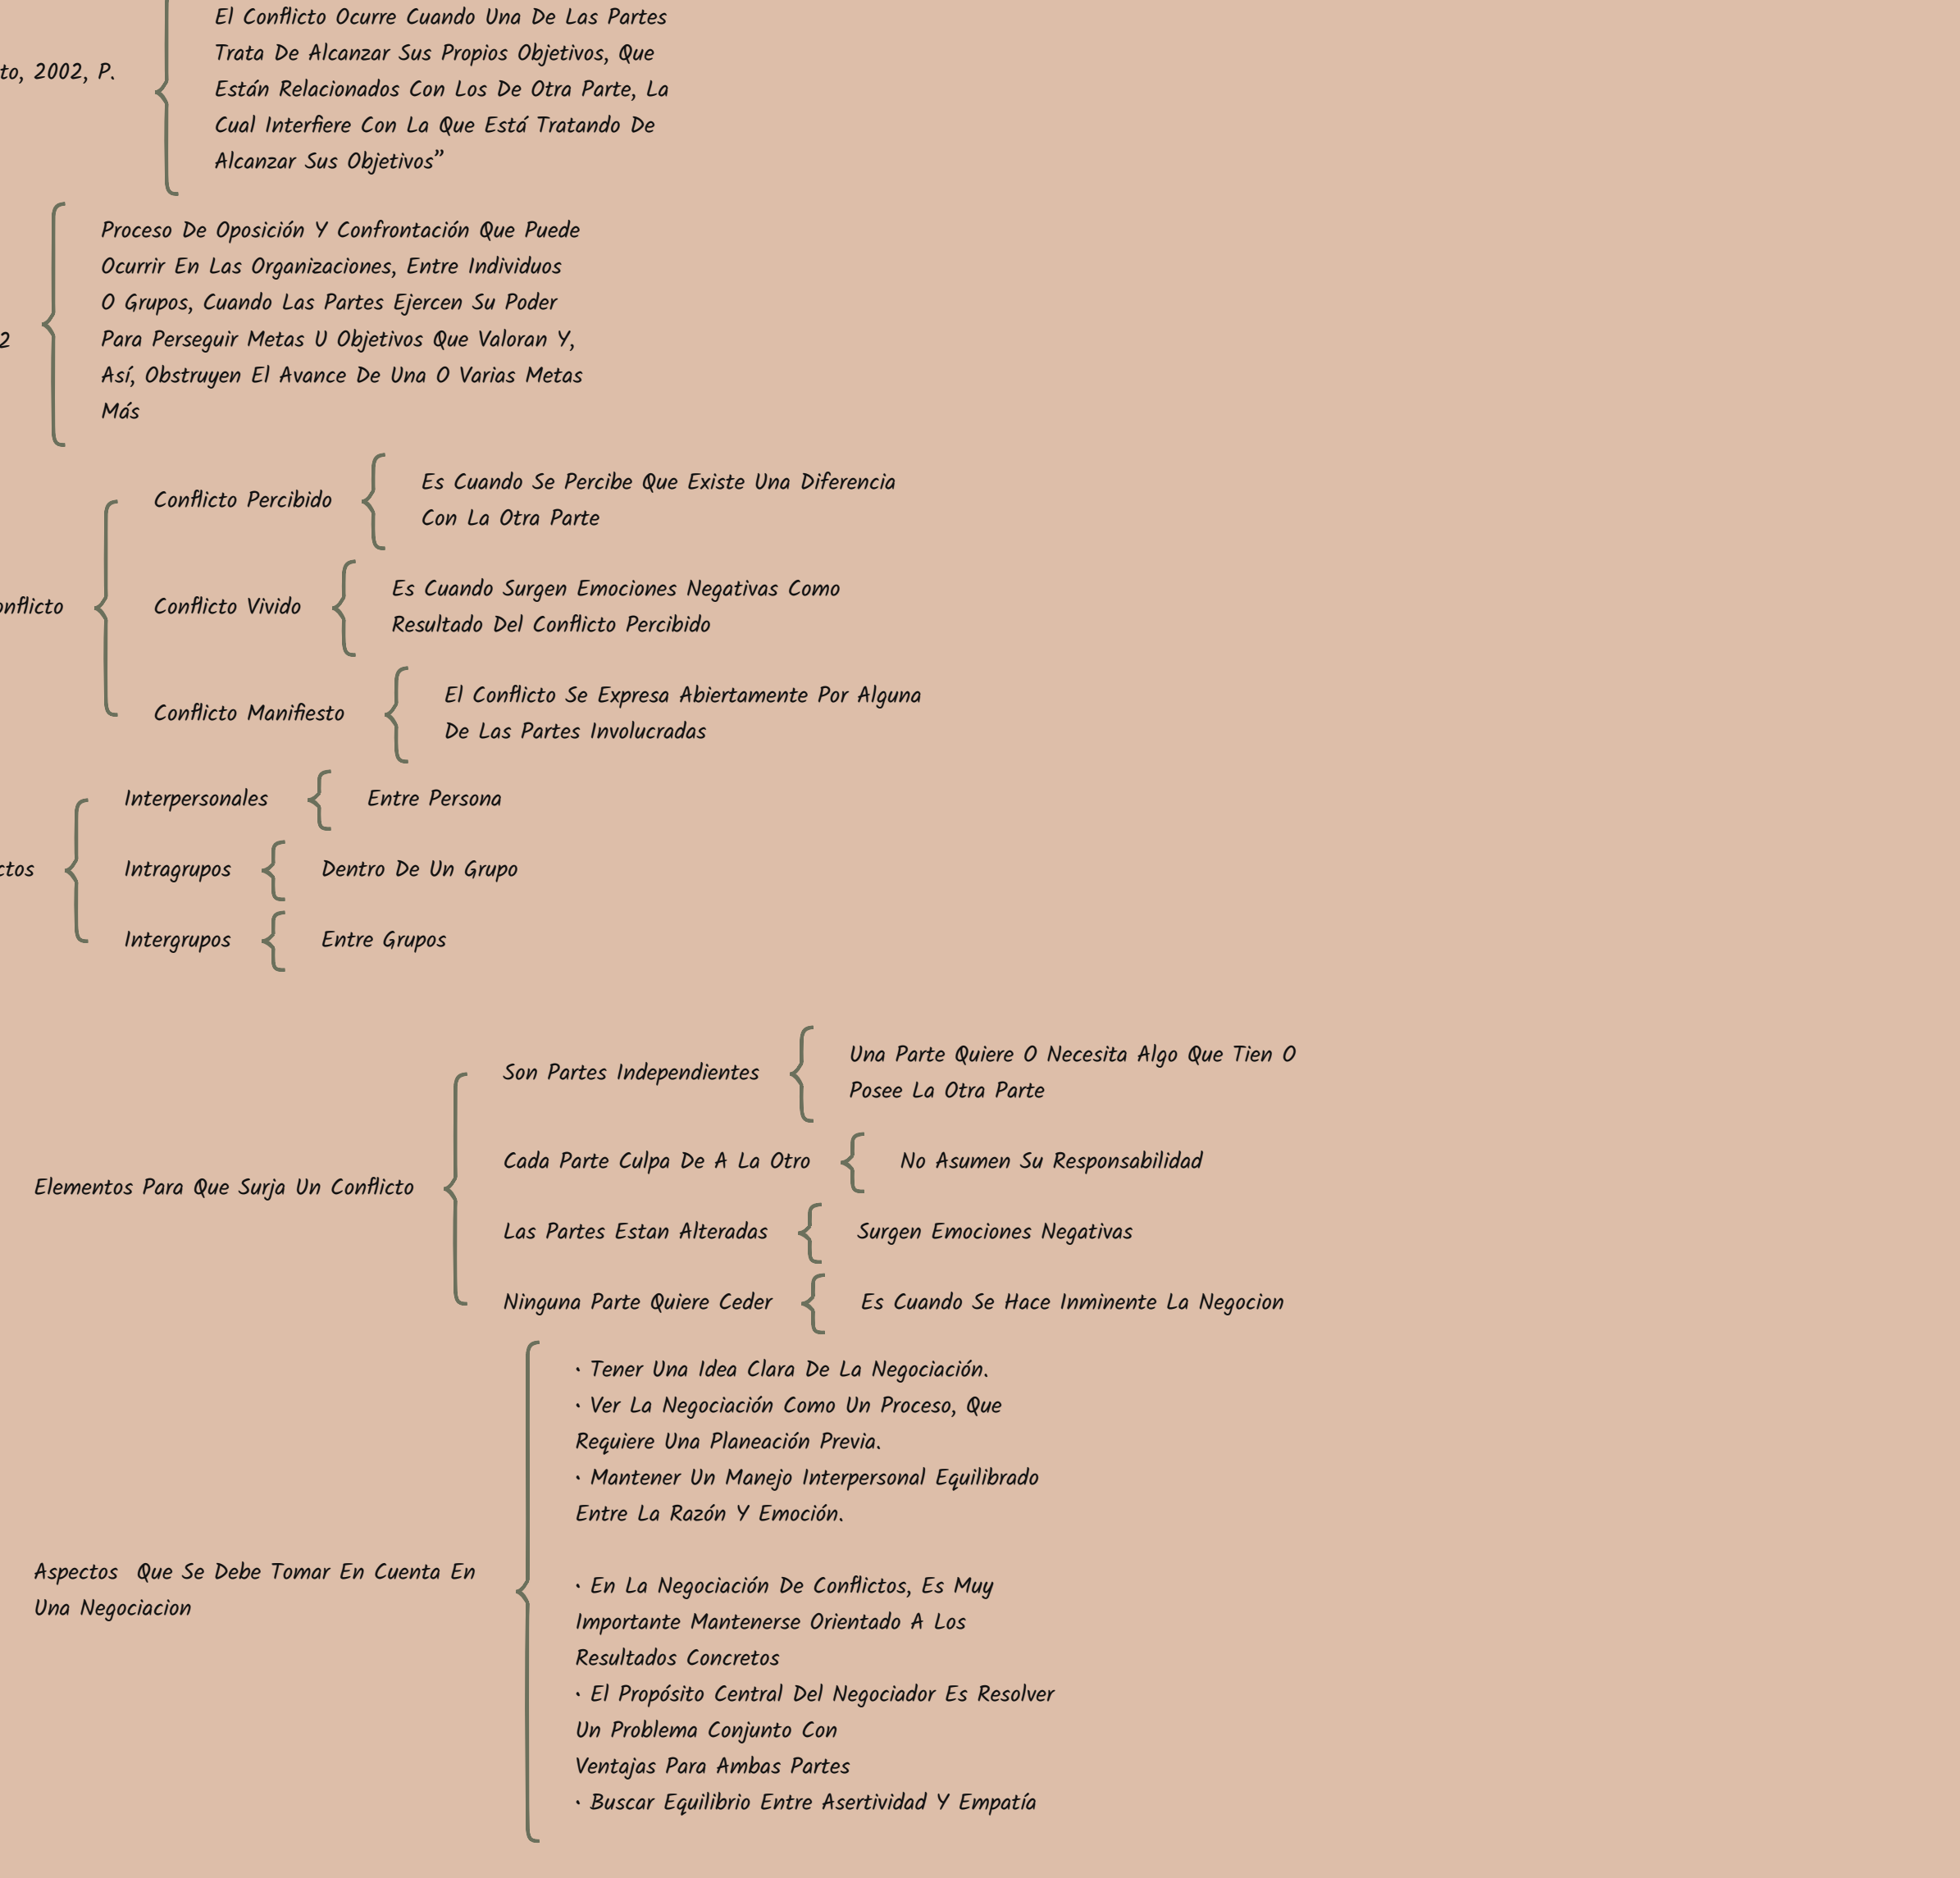 El Conflicto Ocurre Cuando Una De Las Partes
Trata De Alcanzar Sus Propios Objetivos, Que
Están Relacionados Con Los De Otra Parte, La
Cual Interfiere Con La Que Está Tratando De
Alcanzar Sus Objetivos”
to, 2002, P.
Proceso De Oposición Y Confrontación Que Puede
Ocurrir En Las Organizaciones, Entre Individuos
O Grupos, Cuando Las Partes Ejercen Su Poder
Para Perseguir Metas U Objetivos Que Valoran Y,
Así, Obstruyen El Avance De Una O Varias Metas
Más
2
onflicto
Conflicto Percibido
Es Cuando Se Percibe Que Existe Una Diferencia
Con La Otra Parte
Conflicto Vivido
Es Cuando Surgen Emociones Negativas Como
Resultado Del Conflicto Percibido
Conflicto Manifiesto
El Conflicto Se Expresa Abiertamente Por Alguna
De Las Partes Involucradas
ctos
Interpersonales
Entre Persona
Intragrupos
Dentro De Un Grupo
Intergrupos
Entre Grupos
Elementos Para Que Surja Un Conflicto
Son Partes Independientes
Una Parte Quiere O Necesita Algo Que Tien O
Posee La Otra Parte
Cada Parte Culpa De A La Otro
No Asumen Su Responsabilidad
Las Partes Estan Alteradas
Surgen Emociones Negativas
Ninguna Parte Quiere Ceder
Es Cuando Se Hace Inminente La Negocion
Aspectos  Que Se Debe Tomar En Cuenta En
Una Negociacion
· Tener Una Idea Clara De La Negociación.
· Ver La Negociación Como Un Proceso, Que
Requiere Una Planeación Previa.
· Mantener Un Manejo Interpersonal Equilibrado
Entre La Razón Y Emoción.
· En La Negociación De Conflictos, Es Muy
Importante Mantenerse Orientado A Los
Resultados Concretos
· El Propósito Central Del Negociador Es Resolver
Un Problema Conjunto Con
Ventajas Para Ambas Partes
· Buscar Equilibrio Entre Asertividad Y Empatía